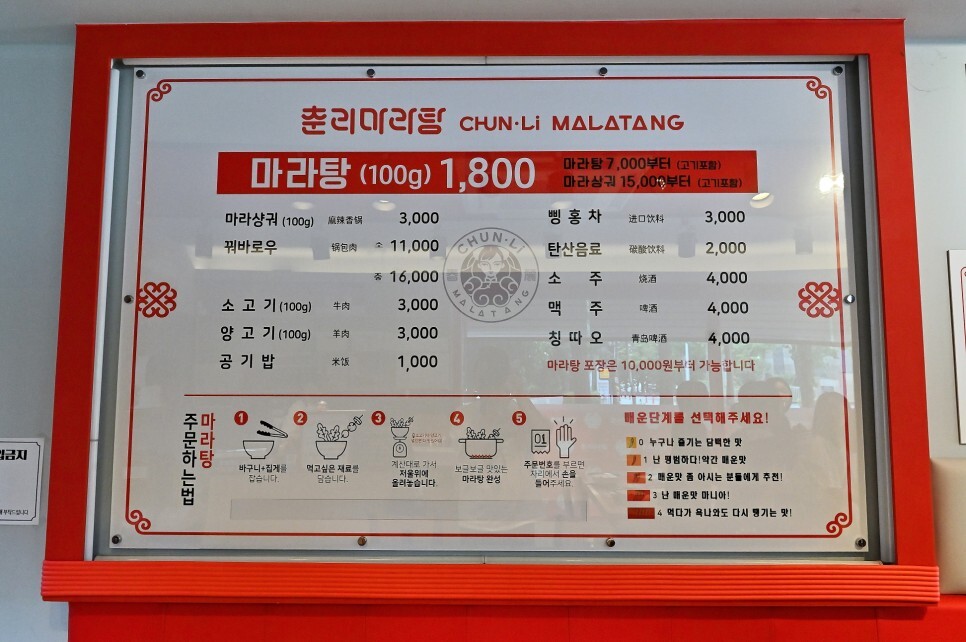 춘리마라탕 CHUN·Li MALATANG
마라탕 (100g) 1,800
마라탕 7,000부터 (고기포함)
마라샹궈 15,000부터 (고기포함)
마라샹궈 (100g) 麻辣香锅 3,000
꿔바로우 锅包肉 소 11,000
중 16,000
소고기 (100g) 牛肉 3,000
양고기 (100g) 羊肉 3,000
공기밥 米饭 1,000
삥홍차 进口饮料 3,000
탄산음료 碳酸饮料 2,000
소주 烧酒 4,000
맥주 啤酒 4,000
칭따오 青岛啤酒 4,000
마라탕 포장은 10,000원부터 가능합니다
CHUN·Li
MALATANG
마라탕
주문하는법
1
바구니+집게를
잡습니다.
2
먹고싶은 재료를
담습니다.
3
계산대로 가서
저울위에
올려놓습니다.
4
보글보글 맛있는
마라탕 완성
5
01
주문번호를 부르면
자리에서 손을
들어주세요.
매운단계를 선택해주세요!
0 누구나 즐기는 담백한 맛
1 난 평범하다! 약간 매운맛
2 매운맛 좀 아시는 분들에게 추천!
3 난 매운맛 마니아!
4 먹다가 욕나와도 다시 땡기는 맛!
금지